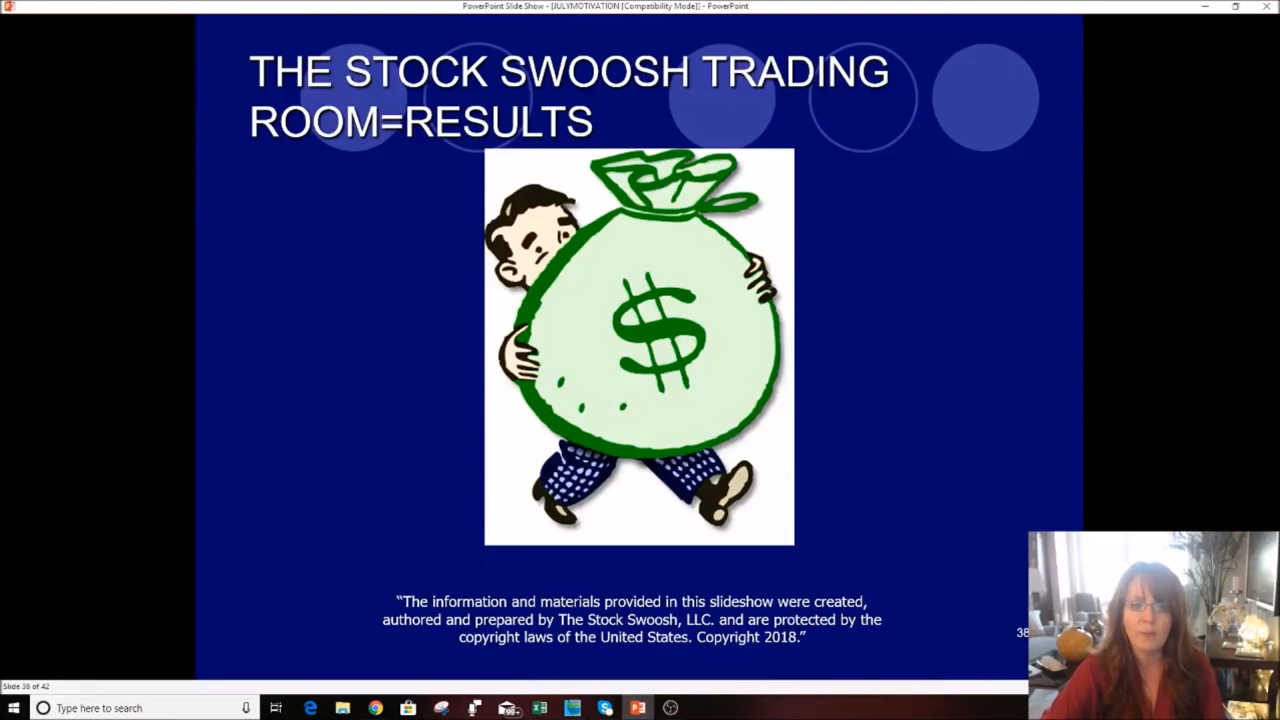 PowerPoint Slide Show - [JULYMOTIVATION [Compatibility Mode]] - PowerPoint
THE STOCK SWOOSH TRADING
ROOM=RESULTS
$
“The information and materials provided in this slideshow were created,
authored and prepared by The Stock Swoosh, LLC. and are protected by the
copyright laws of the United States. Copyright 2018.”
38
Slide 38 of 42
Type here to search
99+